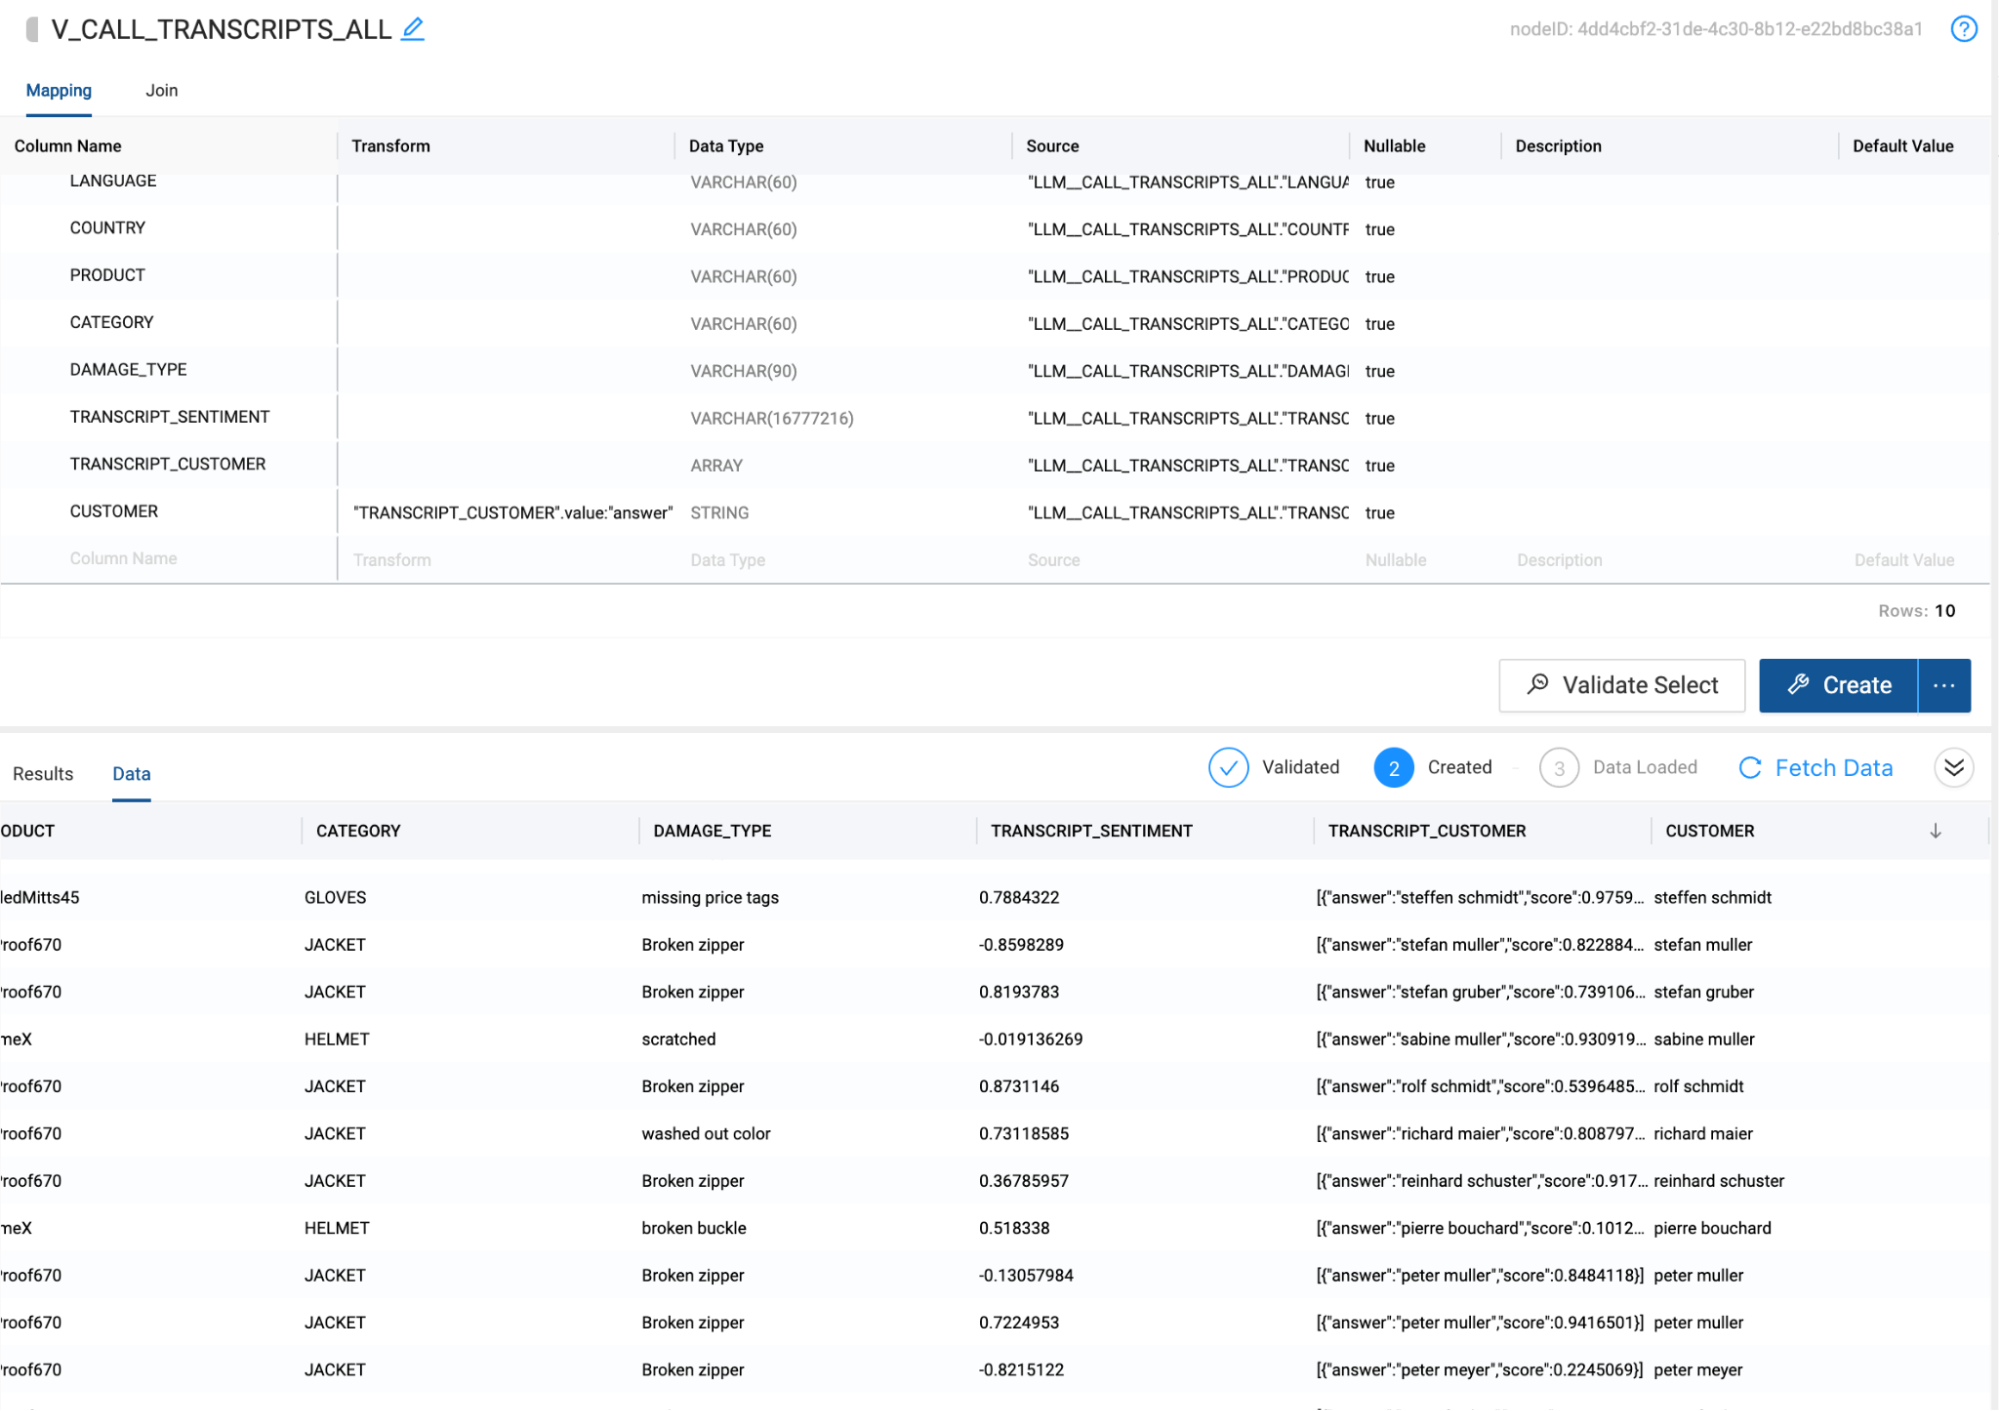 V_CALL_TRANSCRIPTS_ALL nodeID: 4dd4cbf2-31de-4c30-8b12-e22bd8bc38a1 ?
Mapping Join
Column Name Transform Data Type Source Nullable Description Default Value
LANGUAGE VARCHAR(60) "LLM__CALL_TRANSCRIPTS_ALL"."LANGUA true
COUNTRY VARCHAR(60) "LLM__CALL_TRANSCRIPTS_ALL"."COUNTR true
PRODUCT VARCHAR(60) "LLM__CALL_TRANSCRIPTS_ALL"."PRODUC true
CATEGORY VARCHAR(60) "LLM__CALL_TRANSCRIPTS_ALL"."CATEGO true
DAMAGE_TYPE VARCHAR(90) "LLM__CALL_TRANSCRIPTS_ALL"."DAMAGI true
TRANSCRIPT_SENTIMENT VARCHAR(16777216) "LLM__CALL_TRANSCRIPTS_ALL"."TRANSC true
TRANSCRIPT_CUSTOMER ARRAY "LLM__CALL_TRANSCRIPTS_ALL"."TRANSC true
CUSTOMER "TRANSCRIPT_CUSTOMER".value:"answer" STRING "LLM__CALL_TRANSCRIPTS_ALL"."TRANSC true
Column Name Transform Data Type Source Nullable Description Default Value
Rows: 10
Validate Select Create ...
Results Data Validated 2 Created 3 Data Loaded Fetch Data
ODUCT CATEGORY DAMAGE_TYPE TRANSCRIPT_SENTIMENT TRANSCRIPT_CUSTOMER CUSTOMER
ledMitts45 GLOVES missing price tags 0.7884322 [{"answer":"steffen schmidt","score":0.9759... steffen schmidt
roof670 JACKET Broken zipper -0.8598289 [{"answer":"stefan muller","score":0.822884... stefan muller
roof670 JACKET Broken zipper 0.8193783 [{"answer":"stefan gruber","score":0.739106... stefan gruber
meX HELMET scratched -0.019136269 [{"answer":"sabine muller","score":0.930919... sabine muller
roof670 JACKET Broken zipper 0.8731146 [{"answer":"rolf schmidt","score":0.5396485... rolf schmidt
roof670 JACKET washed out color 0.73118585 [{"answer":"richard maier","score":0.808797... richard maier
roof670 JACKET Broken zipper 0.36785957 [{"answer":"reinhard schuster","score":0.917... reinhard schuster
meX HELMET broken buckle 0.518338 [{"answer":"pierre bouchard","score":0.1012... pierre bouchard
roof670 JACKET Broken zipper -0.13057984 [{"answer":"peter muller","score":0.8484118}] peter muller
roof670 JACKET Broken zipper 0.7224953 [{"answer":"peter muller","score":0.9416501}] peter muller
roof670 JACKET Broken zipper -0.8215122 [{"answer":"peter meyer","score":0.2245069}] peter meyer